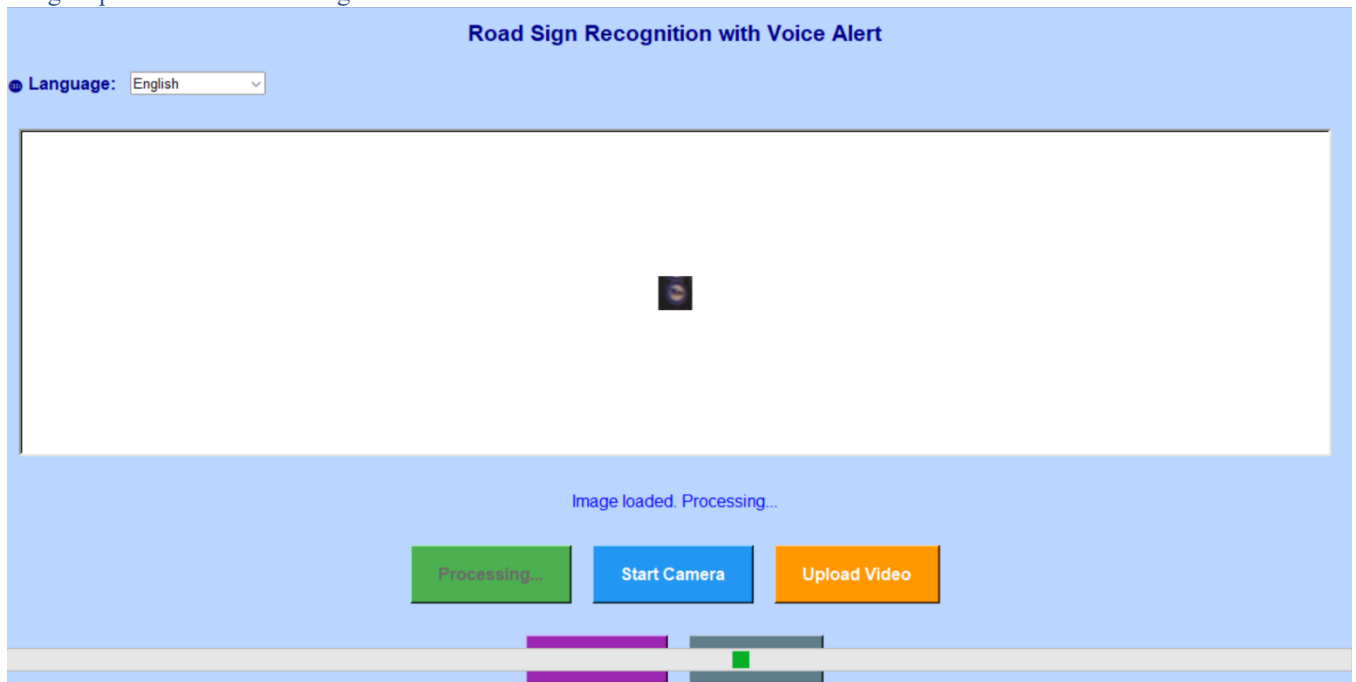 Road Sign Recognition with Voice Alert
Language: English
Image loaded. Processing...
Processing... Start Camera Upload Video